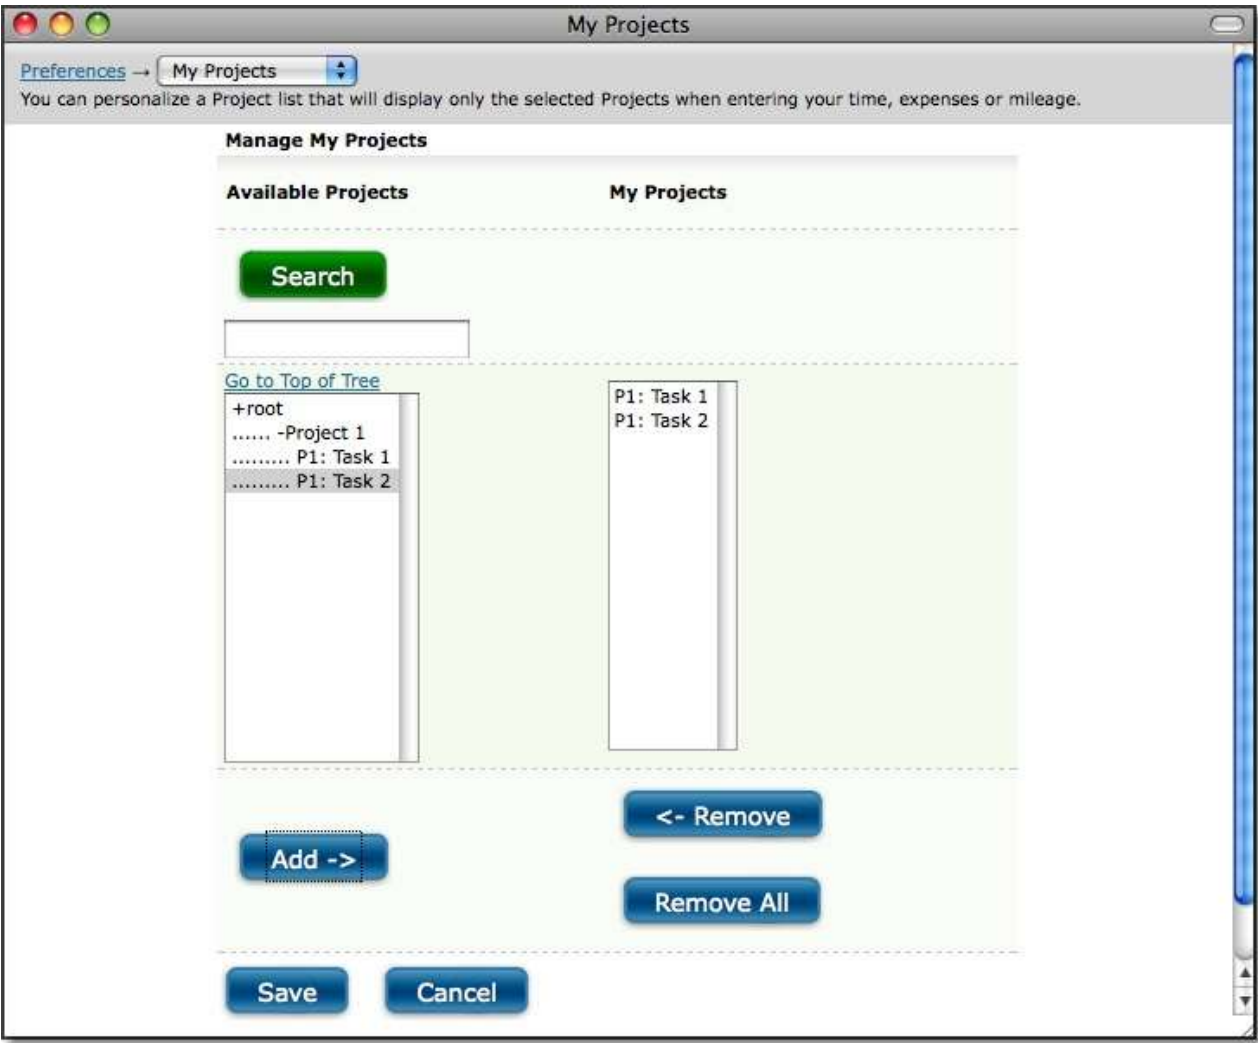 My Projects
Preferences → My Projects
You can personalize a Project list that will display only the selected Projects when entering your time, expenses or mileage.
Manage My Projects
Available Projects My Projects
Search
Go to Top of Tree
+root
...... -Project 1
......... P1: Task 1
......... P1: Task 2
P1: Task 1
P1: Task 2
Add ->
<- Remove
Remove All
Save Cancel